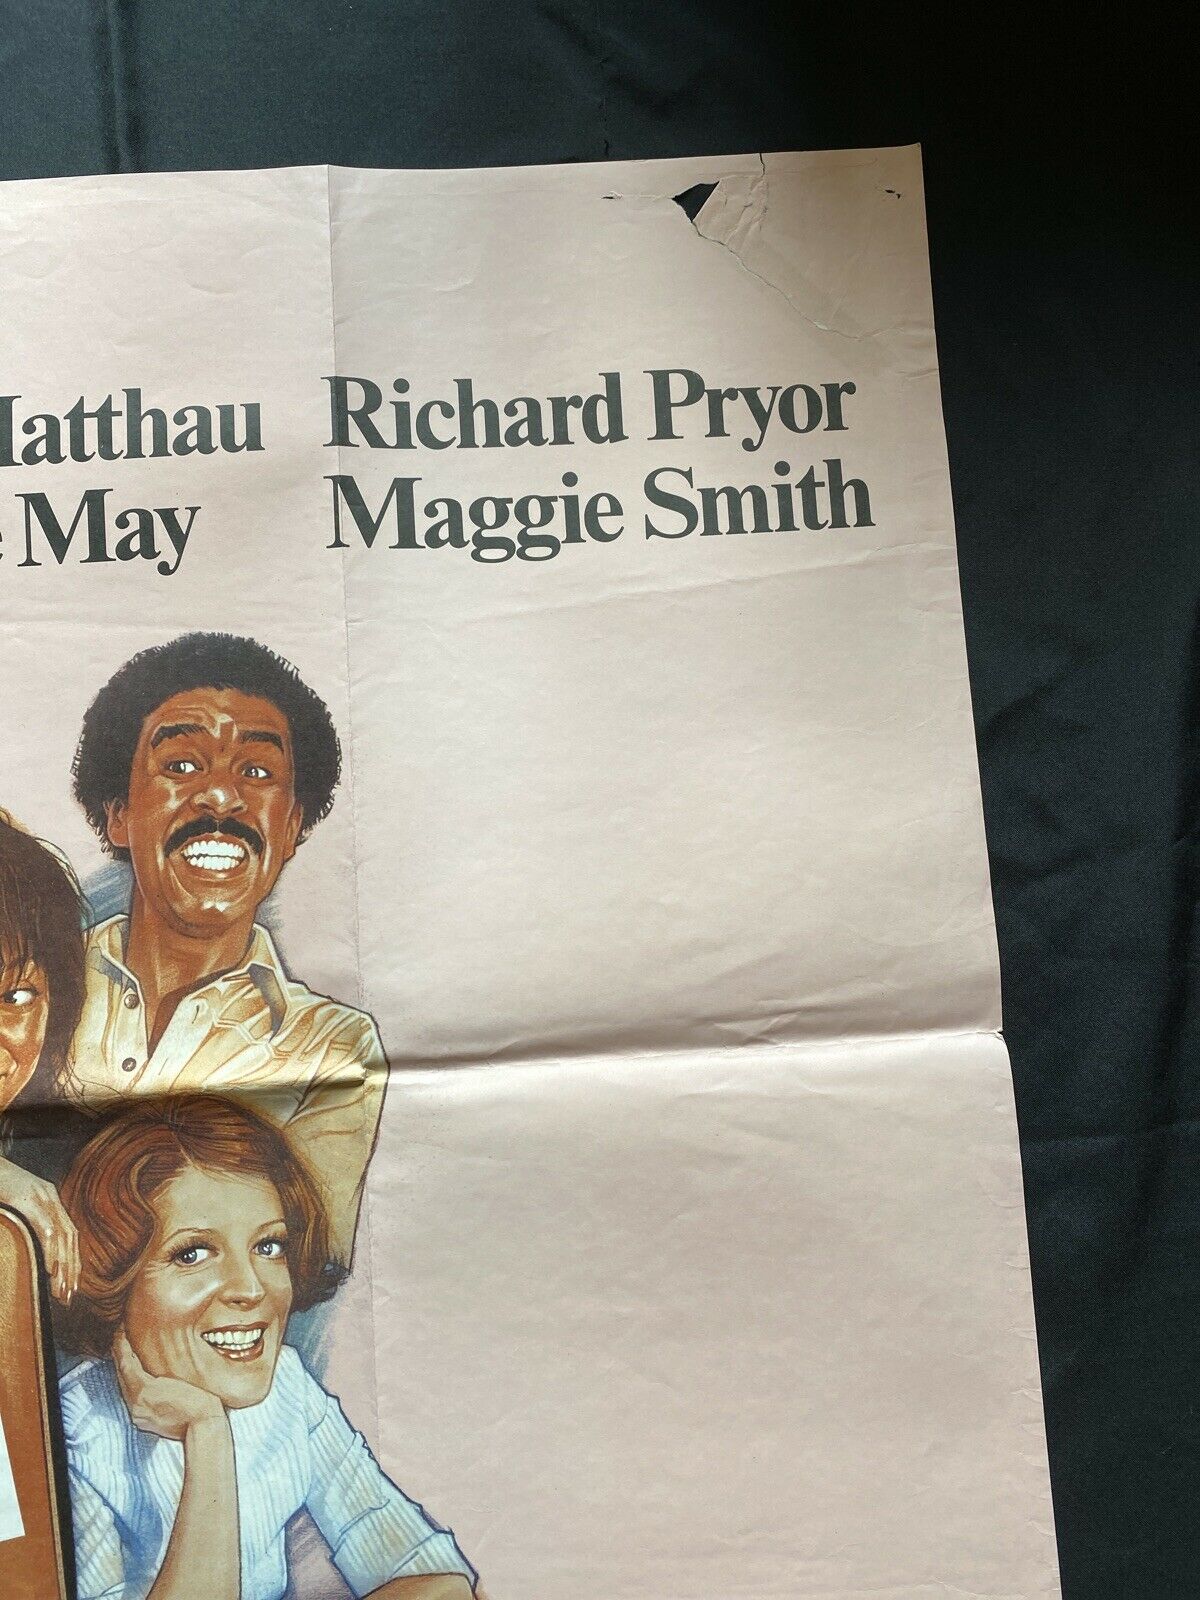 Matthau Richard Pryor
e May Maggie Smith